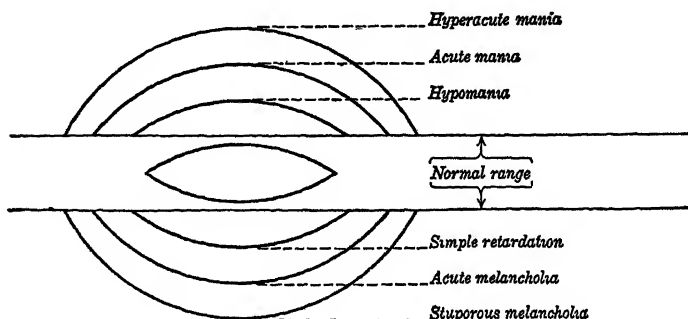 Hyperacute mania
Acute mania
Hypomania
Normal range
Simple retardation
Acute melancholia
Stuporous melancholia